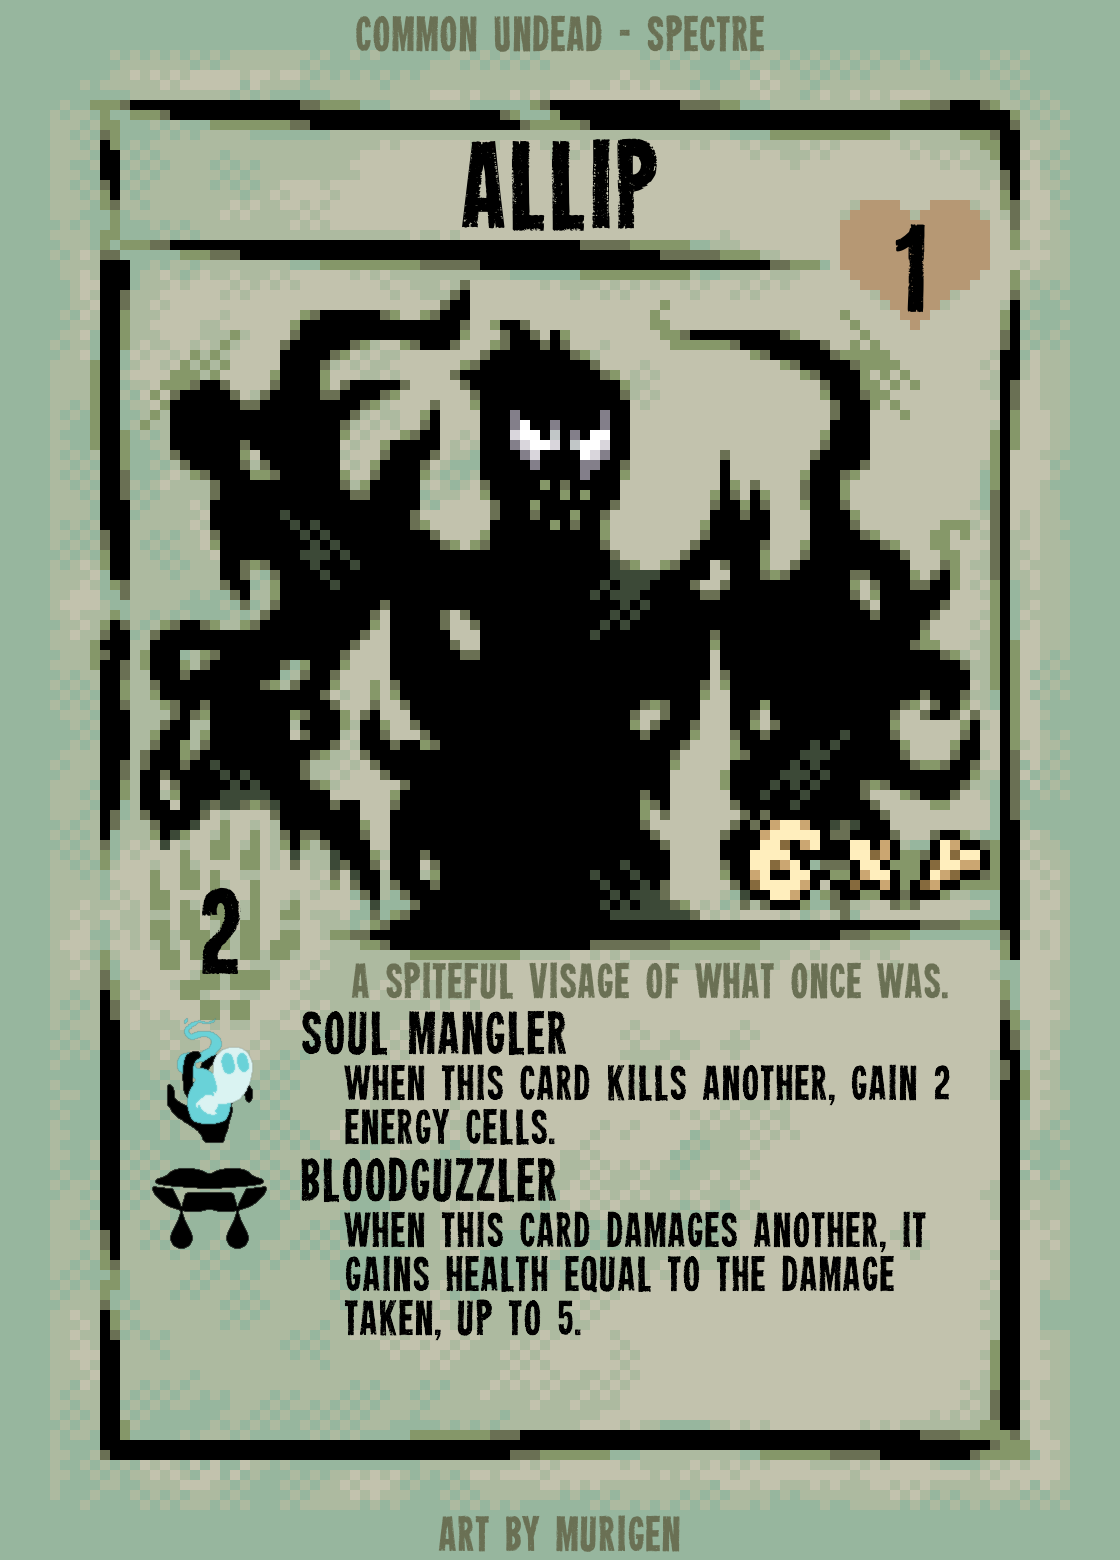 COMMON UNDEAD - SPECTRE
ALLIP
1
6 X
2
A SPITEFUL VISAGE OF WHAT ONCE WAS.
SOUL MANGLER
WHEN THIS CARD KILLS ANOTHER, GAIN 2
ENERGY CELLS.
BLOODGUZZLER
WHEN THIS CARD DAMAGES ANOTHER, IT
GAINS HEALTH EQUAL TO THE DAMAGE
TAKEN, UP TO 5.
ART BY MURIGEN